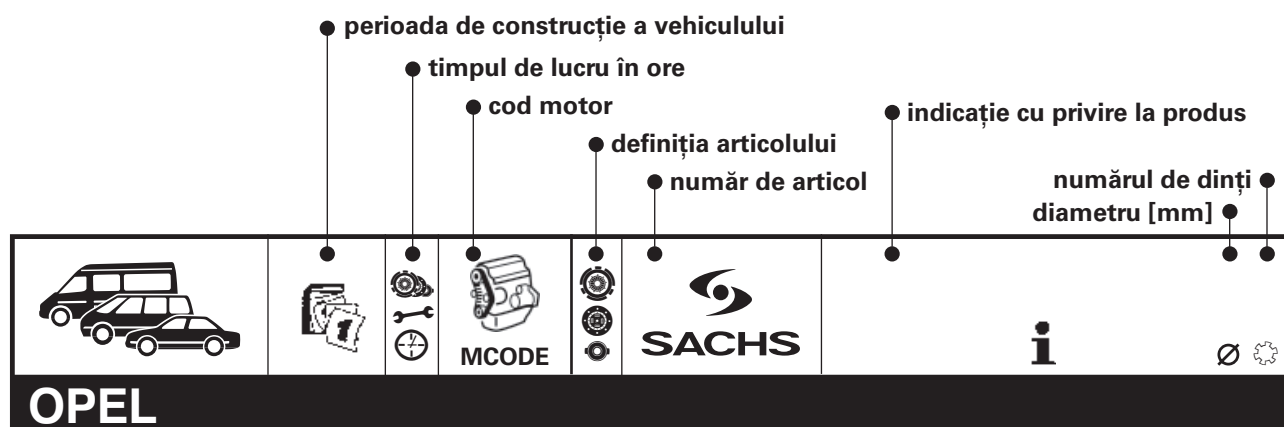 perioada de construcție a vehiculului
timpul de lucru în ore
cod motor
indicație cu privire la produs
definiția articolului
număr de articol
numărul de dinți
diametru [mm]
1
MCODE
SACHS
i
Ø
OPEL